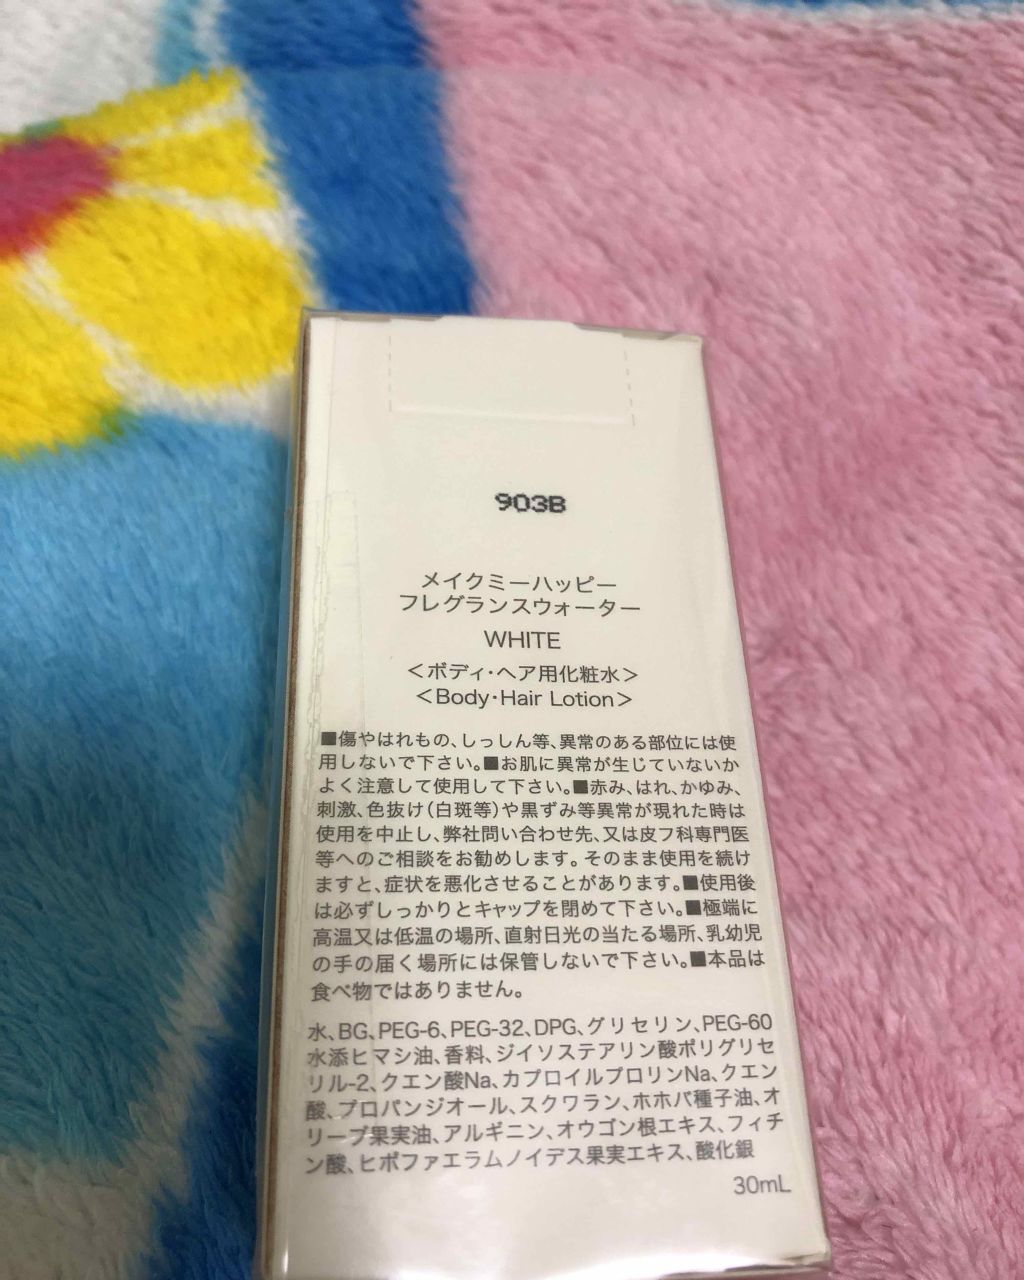 903B
メイクミーハッピー
フレグランスウォーター
WHITE
<ボディ・ヘア用化粧水>
<Body・Hair Lotion>
■傷やはれもの、しっしん等、異常のある部位には使
用しないで下さい。■お肌に異常が生じていないか
よく注意して使用して下さい。■赤み、はれ、かゆみ、
刺激、色抜け(白斑等)や黒ずみ等異常が現れた時は
使用を中止し、弊社問い合わせ先、又は皮フ科専門医
等へのご相談をお勧めします。そのまま使用を続け
ますと、症状を悪化させることがあります。■使用後
は必ずしっかりとキャップを閉めて下さい。■極端に
高温又は低温の場所、直射日光の当たる場所、乳幼児
の手の届く場所には保管しないで下さい。■本品は
食べ物ではありません。
水、BG、PEG-6、PEG-32、DPG、グリセリン、PEG-60
水添ヒマシ油、香料、ジイソステアリン酸ポリグリセ
リル-2、クエン酸Na、カプロイルプロリンNa、クエン
酸、プロパンジオール、スクワラン、ホホバ種子油、オ
リーブ果実油、アルギニン、オウゴン根エキス、フィチ
ン酸、ヒポファエラムノイデス果実エキス、酸化銀
30mL